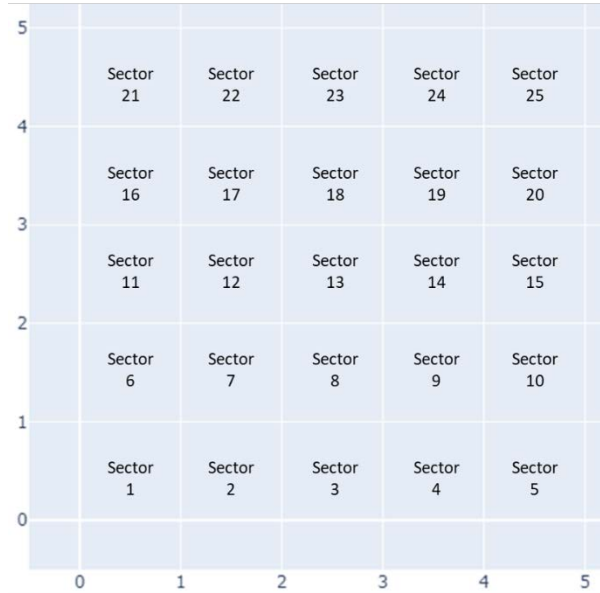 5
Sector Sector Sector Sector Sector
21 22 23 24 25
4
Sector Sector Sector Sector Sector
16 17 18 19 20
3
Sector Sector Sector Sector Sector
11 12 13 14 15
2
Sector Sector Sector Sector Sector
6 7 8 9 10
1
Sector Sector Sector Sector Sector
1 2 3 4 5
0
0 1 2 3 4 5